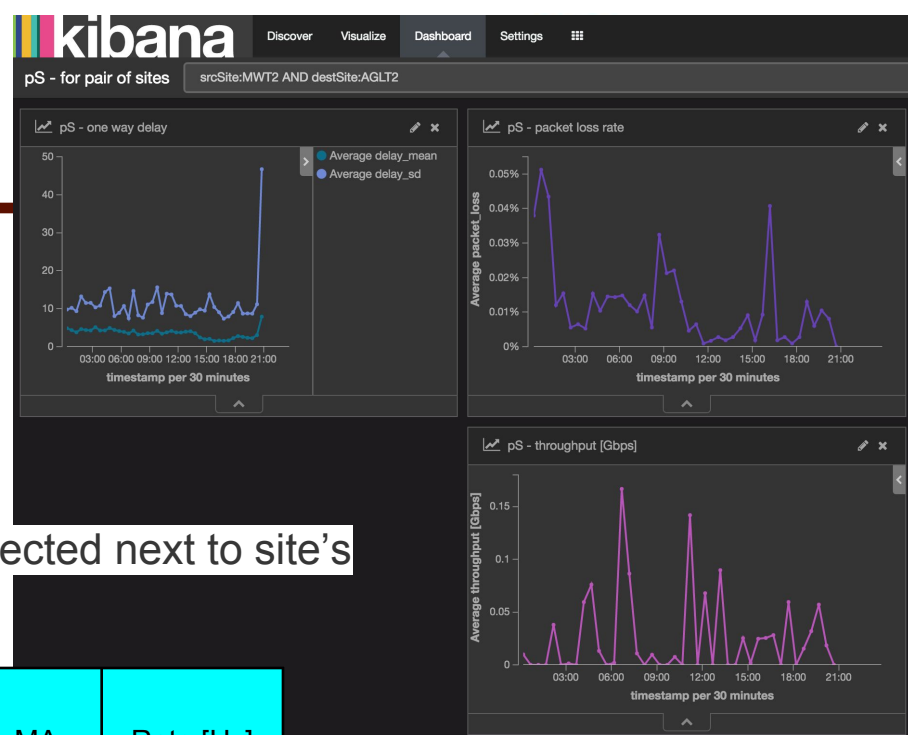 kibana
Discover Visualize Dashboard Settings
pS - for pair of sites srcSite:MWT2 AND destSite:AGLT2
pS - one way delay
50
40
30
20
10
0
03:00 06:00 09:00 12:00 15:00 18:00 21:00
timestamp per 30 minutes
Average delay_mean
Average delay_sd
pS - packet loss rate
Average packet_loss
0.05%
0.04%
0.03%
0.02%
0.01%
0%
03:00 06:00 09:00 12:00 15:00 18:00 21:00
timestamp per 30 minutes
pS - throughput [Gbps]
Average throughput [Gbps]
0.15
0.1
0.05
0
03:00 06:00 09:00 12:00 15:00 18:00 21:00
timestamp per 30 minutes
ected next to site's